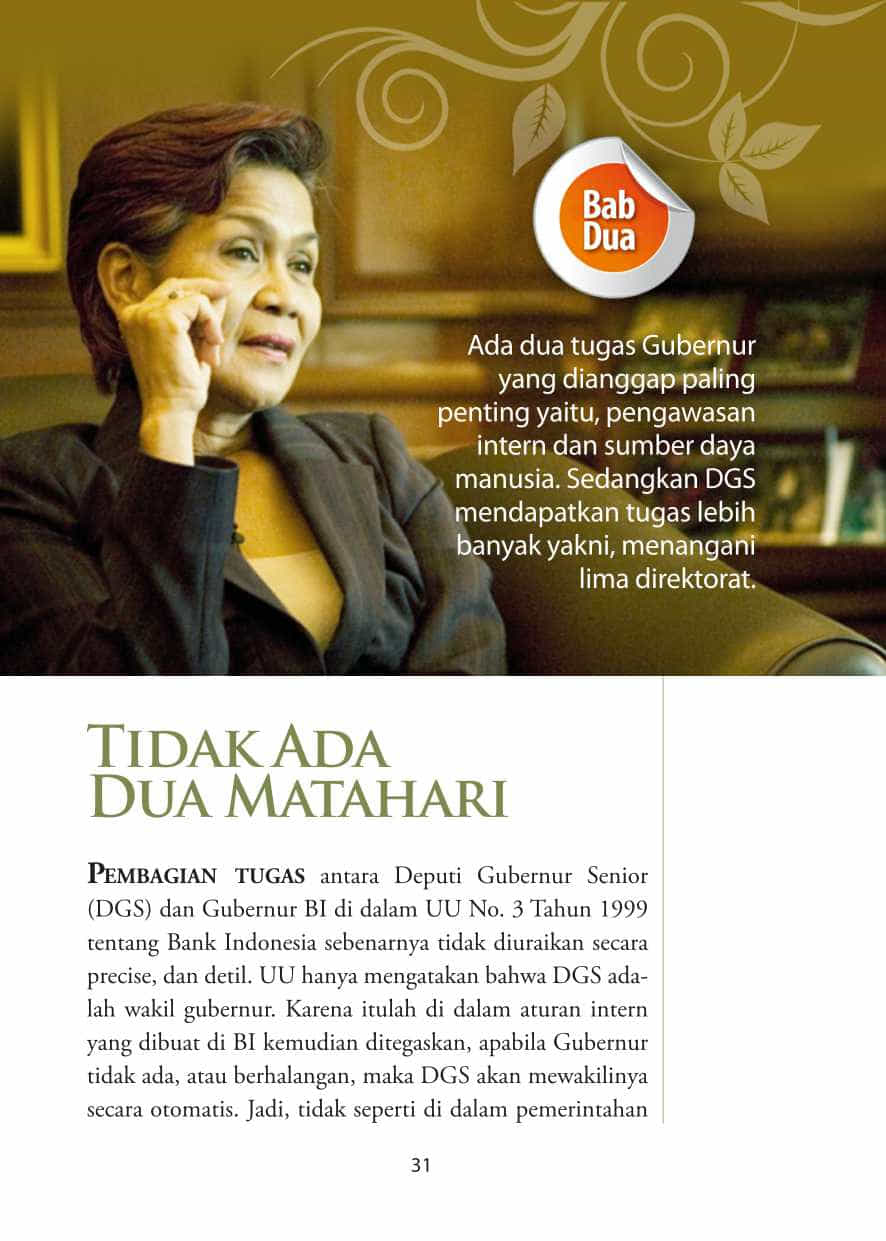 Bab
Dua
Ada dua tugas Gubernur
yang dianggap paling
penting yaitu, pengawasan
intern dan sumber daya
manusia. Sedangkan DGS
mendapatkan tugas lebih
banyak yakni, menangani
lima direktorat.
TIDAK ADA
DUA MATAHARI
PEMBAGIAN TUGAS antara Deputi Gubernur Senior
(DGS) dan Gubernur BI di dalam UU No. 3 Tahun 1999
tentang Bank Indonesia sebenarnya tidak diuraikan secara
precise, dan detil. UU hanya mengatakan bahwa DGS ada-
lah wakil gubernur. Karena itulah di dalam aturan intern
yang dibuat di BI kemudian ditegaskan, apabila Gubernur
tidak ada, atau berhalangan, maka DGS akan mewakilinya
secara otomatis. Jadi, tidak seperti di dalam pemerintahan
31